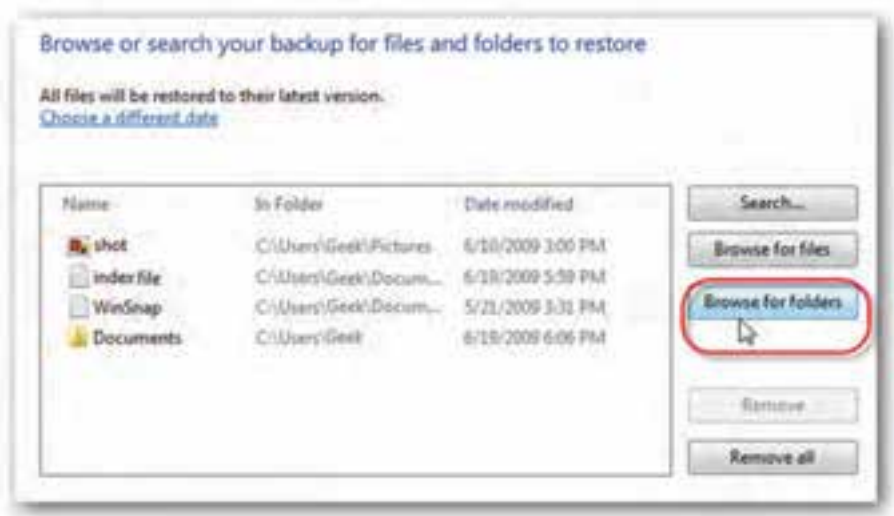 Browse or search your backup for files and folders to restore
All files will be restored to their latest version.
Choose a different date
Name In Folder Date modified
shot C:\Users\Geek\Pictures 6/10/2009 3:00 PM
index file C:\Users\Geek\Docum... 6/19/2009 5:59 PM
WinSnap C:\Users\Geek\Docum... 5/21/2009 3:31 PM
Documents C:\Users\Geek 6/19/2009 6:06 PM
Search...
Browse for files
Browse for folders
Remove
Remove all